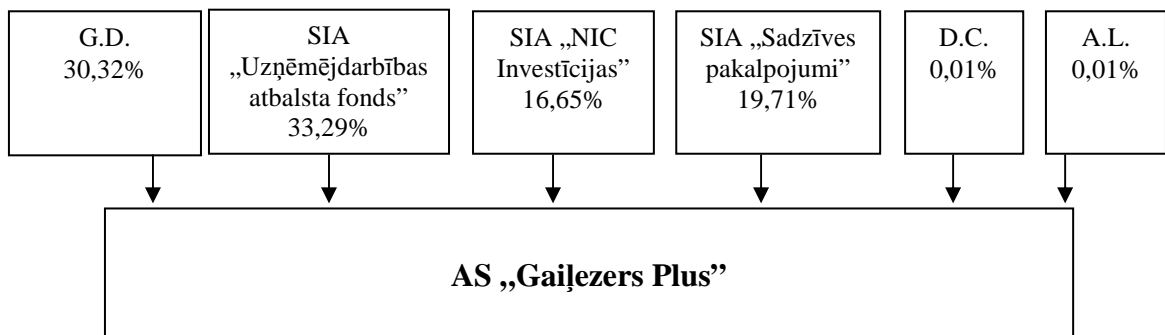 G.D.
30,32%
SIA
„Uzņēmējdarbības
atbalsta fonds”
33,29%
SIA „NIC
Investīcijas”
16,65%
SIA „Sadzīves
pakalpojumi”
19,71%
D.C.
0,01%
A.L.
0,01%
AS „Gaiļezers Plus”